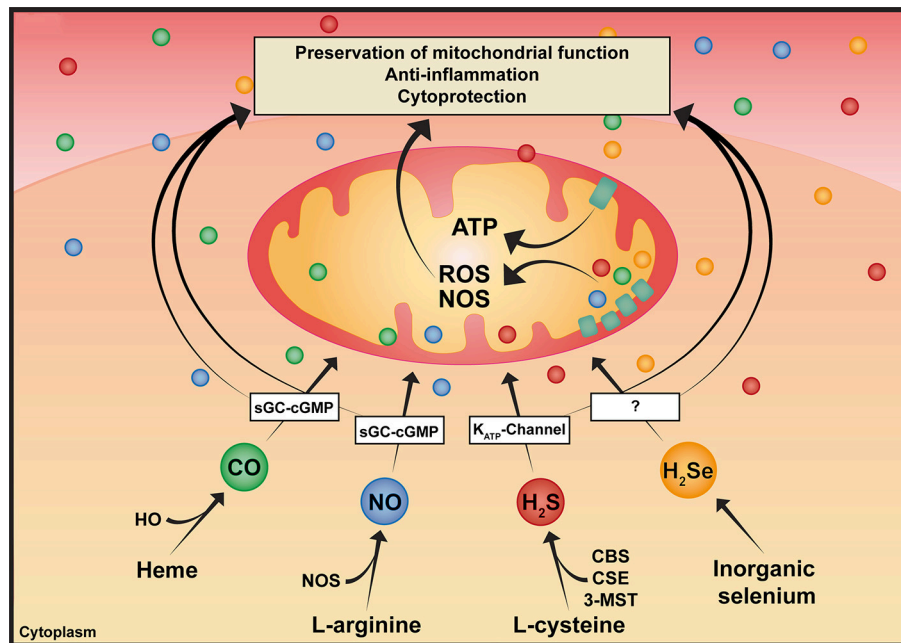 Preservation of mitochondrial function
Anti-inflammation
Cytoprotection
ATP
ROS
NOS
sGC-cGMP
?
sGC-cGMP
K_ATP-Channel
CO
H₂Se
NO
H₂S
HO
Heme
NOS
L-arginine
CBS
CSE
3-MST
L-cysteine
Inorganic
selenium
Cytoplasm